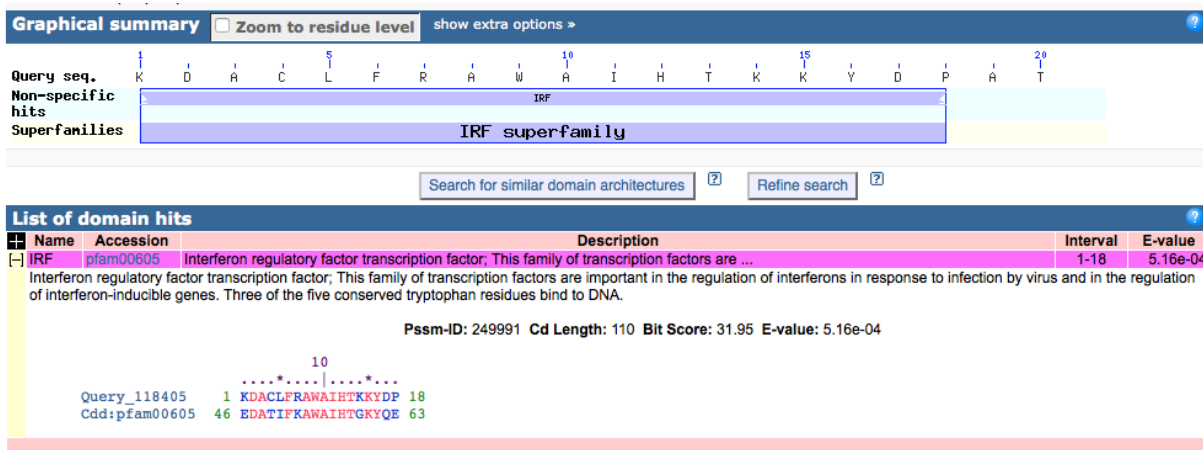 Graphical summary Zoom to residue level show extra options » ?
1 5 10 15 20
Query seq. K D A C L F R A W A I H T K K Y D P A T
Non-specific hits IRF
Superfamilies IRF superfamily
Search for similar domain architectures ? Refine search ?
List of domain hits ?
+ Name Accession Description Interval E-value
[-] IRF pfam00605 Interferon regulatory factor transcription factor; This family of transcription factors are ... 1-18 5.16e-04
Interferon regulatory factor transcription factor; This family of transcription factors are important in the regulation of interferons in response to infection by virus and in the regulation
of interferon-inducible genes. Three of the five conserved tryptophan residues bind to DNA.
Pssm-ID: 249991 Cd Length: 110 Bit Score: 31.95 E-value: 5.16e-04
10
....*....|....*...
Query_118405 1 KDACLFRAWAIHTKKYDP 18
Cdd:pfam00605 46 EDATIFKAWAIHTGKYQE 63